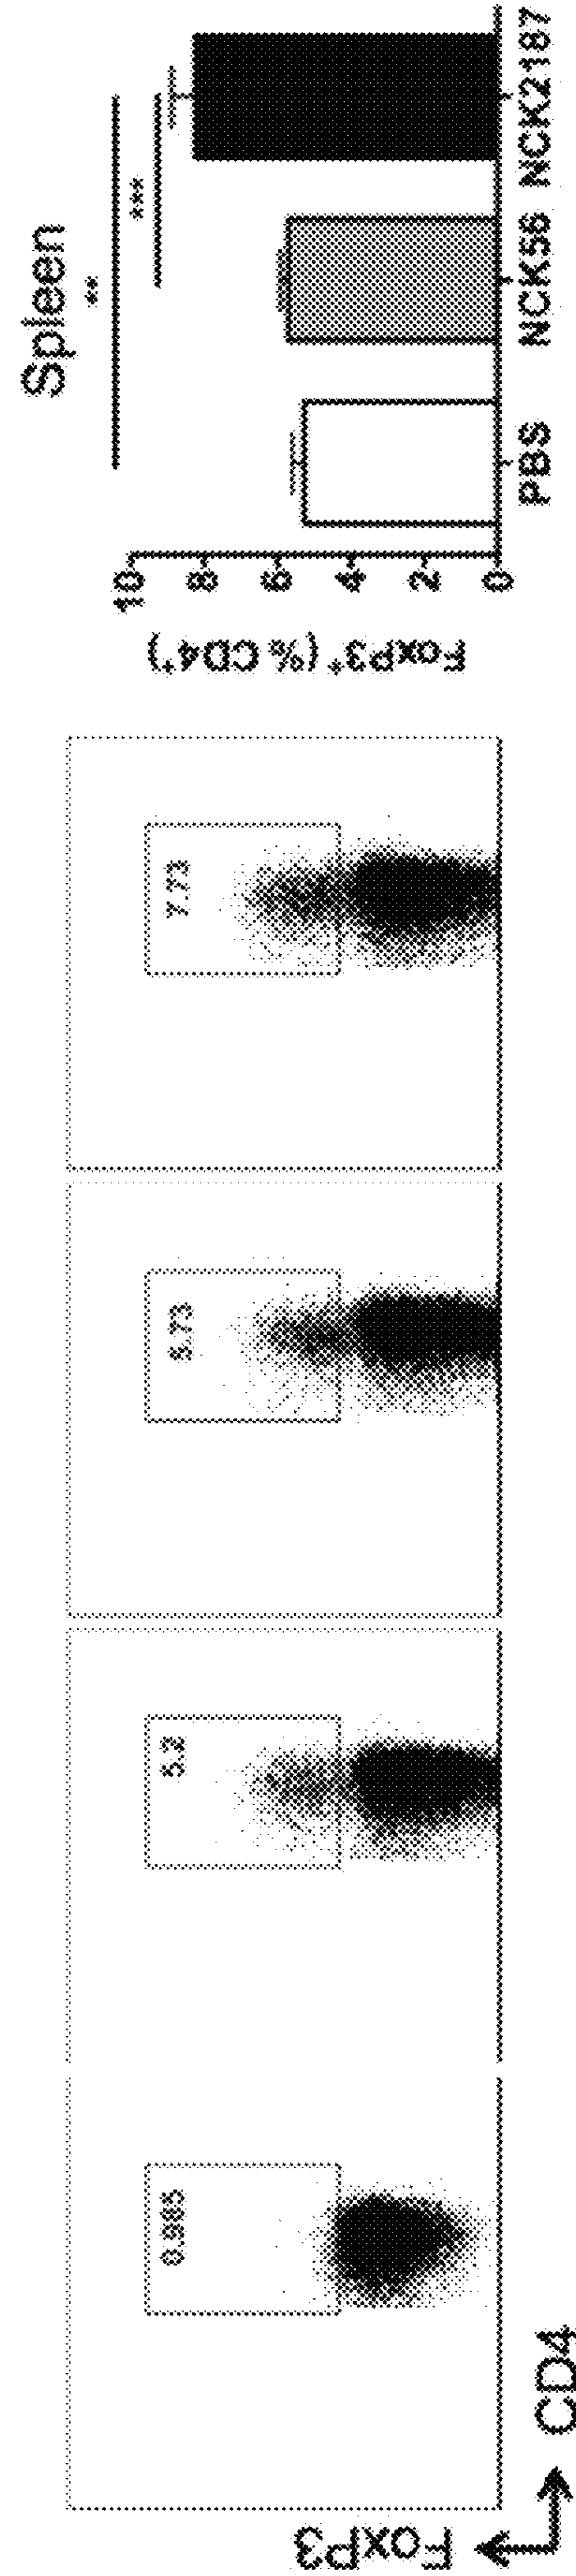 FoxP3
CD4
0.985
5.2
5.73
7.73
Spleen
**
***
FoxP3+ (% CD4+)
10
8
6
4
2
0
PBS
NCK56
NCK2187